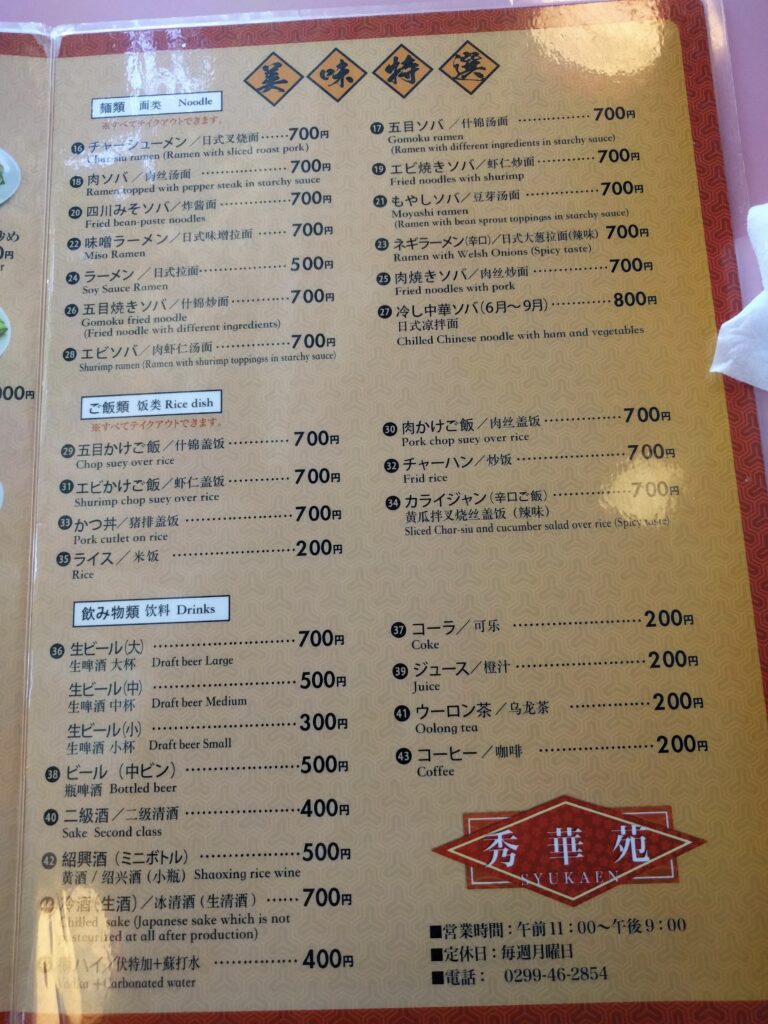 美味特選
麺類 面类 Noodle
※すべてテイクアウトできます。
16 チャーシューメン／日式叉烧面 ……700円
Char-siu ramen (Ramen with sliced roast pork)
18 肉ソバ／肉丝汤面 ……700円
Ramen topped with pepper steak in starchy sauce
20 四川みそソバ／炸酱面 ……700円
Fried bean-paste noodles
22 味噌ラーメン／日式味增拉面 ……700円
Miso Ramen
24 ラーメン／日式拉面 ……500円
Soy Sauce Ramen
26 五目焼きソバ／什锦炒面 ……700円
Gomoku fried noodle
(Fried noodle with different ingredients)
28 エビソバ／肉虾仁汤面 ……700円
Shurimp ramen (Ramen with shurimp toppingss in starchy sauce)
17 五目ソバ／什锦汤面 ……700円
Gomoku ramen
(Ramen with different ingredients in starchy sauce)
19 エビ焼きソバ／虾仁炒面 ……700円
Fried noodles with shurimp
21 もやしソバ／豆芽汤面 ……700円
Moyashi ramen
(Ramen with bean sprout toppingss in starchy sauce)
23 ネギラーメン(辛口)／日式大葱拉面(辣味) 700円
Ramen with Welsh Onions (Spicy taste)
25 肉焼きソバ／肉丝炒面 ……700円
Fried noodles with pork
27 冷し中華ソバ(6月〜9月) ……800円
日式凉拌面
Chilled Chinese noodle with ham and vegetables
ご飯類 饭类 Rice dish
※すべてテイクアウトできます。
29 五目かけご飯／什锦盖饭 ……700円
Chop suey over rice
31 エビかけご飯／虾仁盖饭 ……700円
Shurimp chop suey over rice
33 かつ丼／猪排盖饭 ……700円
Pork cutlet on rice
35 ライス／米饭 ……200円
Rice
30 肉かけご飯／肉丝盖饭 ……700円
Pork chop suey over rice
32 チャーハン／炒饭 ……700円
Frid rice
34 カライジャン(辛口ご飯) ……700円
黄瓜拌叉烧丝盖饭(辣味)
Sliced Char-siu and cucumber salad over rice (Spicy taste)
飲み物類 饮料 Drinks
36 生ビール(大) ……700円
生啤酒 大杯 Draft beer Large
生ビール(中) ……500円
生啤酒 中杯 Draft beer Medium
生ビール(小) ……300円
生啤酒 小杯 Draft beer Small
38 ビール (中ビン) ……500円
瓶啤酒 Bottled beer
40 二級酒／二级清酒 ……400円
Sake Second class
42 紹興酒 (ミニボトル) ……500円
黄酒 / 绍兴酒 (小瓶) Shaoxing rice wine
冷酒(生酒)／冰清酒(生清酒) ……700円
Chilled sake (Japanese sake which is not
pasteurized at all after production)
ハイ／伏特加＋蘇打水 ……400円
Vodka +Carbonated water
37 コーラ／可乐 ……200円
Coke
39 ジュース／橙汁 ……200円
Juice
41 ウーロン茶／乌龙茶 ……200円
Oolong tea
43 コーヒー／咖啡 ……200円
Coffee
秀華苑
SYUKAEN
■営業時間：午前11：00〜午後9：00
■定休日：毎週月曜日
■電話： 0299-46-2854